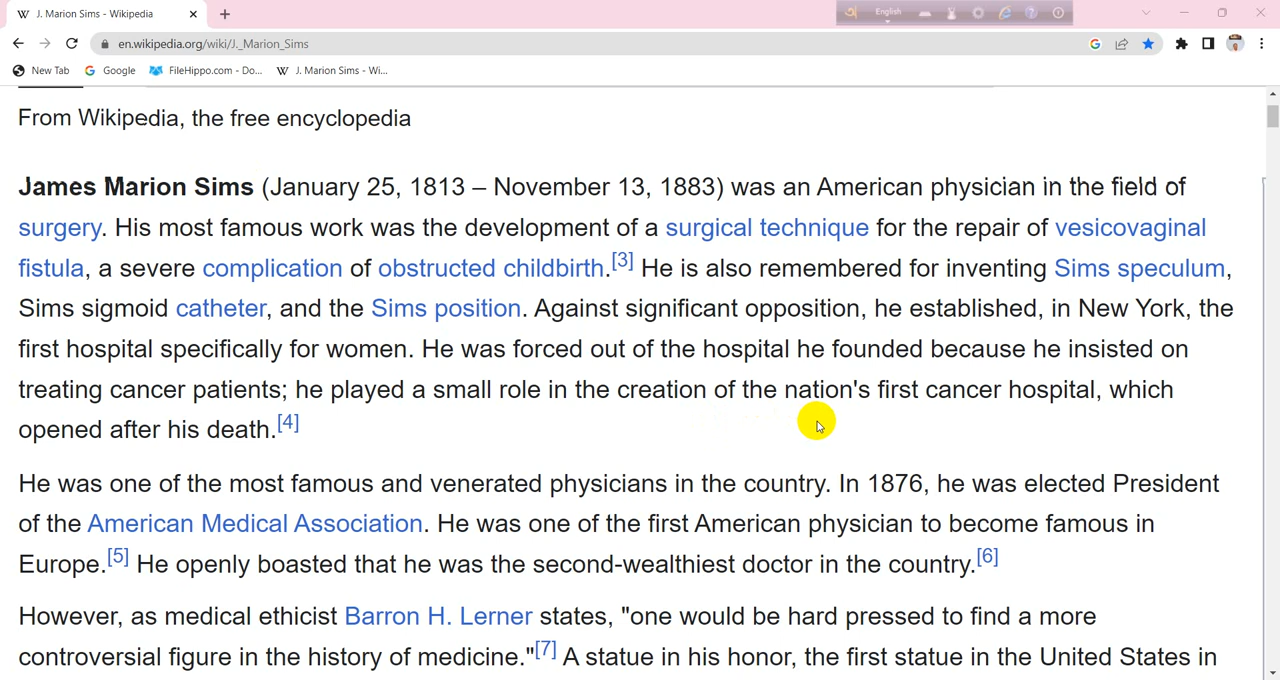 J. Marion Sims - Wikipedia
English
en.wikipedia.org/wiki/J._Marion_Sims
New Tab Google FileHippo.com - Do... J. Marion Sims - Wi...
From Wikipedia, the free encyclopedia
James Marion Sims (January 25, 1813 – November 13, 1883) was an American physician in the field of
surgery. His most famous work was the development of a surgical technique for the repair of vesicovaginal
fistula, a severe complication of obstructed childbirth.[3] He is also remembered for inventing Sims speculum,
Sims sigmoid catheter, and the Sims position. Against significant opposition, he established, in New York, the
first hospital specifically for women. He was forced out of the hospital he founded because he insisted on
treating cancer patients; he played a small role in the creation of the nation's first cancer hospital, which
opened after his death.[4]
He was one of the most famous and venerated physicians in the country. In 1876, he was elected President
of the American Medical Association. He was one of the first American physician to become famous in
Europe.[5] He openly boasted that he was the second-wealthiest doctor in the country.[6]
However, as medical ethicist Barron H. Lerner states, "one would be hard pressed to find a more
controversial figure in the history of medicine."[7] A statue in his honor, the first statue in the United States in